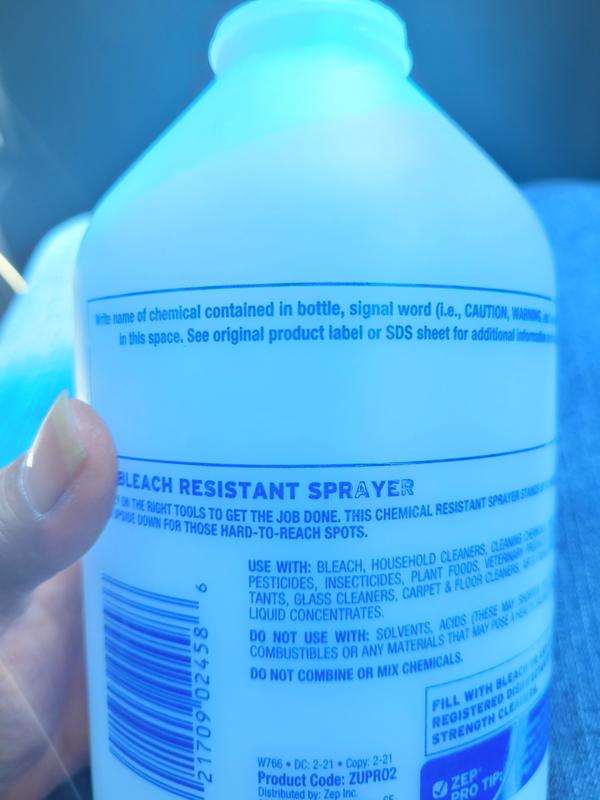 Write name of chemical contained in bottle, signal word (i.e., CAUTION, WARNING,
in this space. See original product label or SDS sheet for additional information
BLEACH RESISTANT SPRAYER
ON THE RIGHT TOOLS TO GET THE JOB DONE. THIS CHEMICAL RESISTANT SPRAYER STANDS
UPSIDE DOWN FOR THOSE HARD-TO-REACH SPOTS.
USE WITH: BLEACH, HOUSEHOLD CLEANERS, CLEANING
PESTICIDES, INSECTICIDES, PLANT FOODS, VETERINARY
TANTS, GLASS CLEANERS, CARPET & FLOOR CLEANERS,
LIQUID CONCENTRATES.
DO NOT USE WITH: SOLVENTS, ACIDS (THESE MAY
COMBUSTIBLES OR ANY MATERIALS THAT MAY POSE A
DO NOT COMBINE OR MIX CHEMICALS.
FILL WITH BLEACH
REGISTERED
STRENGTH
21709 02458 6
W766 • DC: 2-21 • Copy: 2-21
Product Code: ZUPRO2
Distributed by: Zep Inc.
ZEP®
PRO TIP: